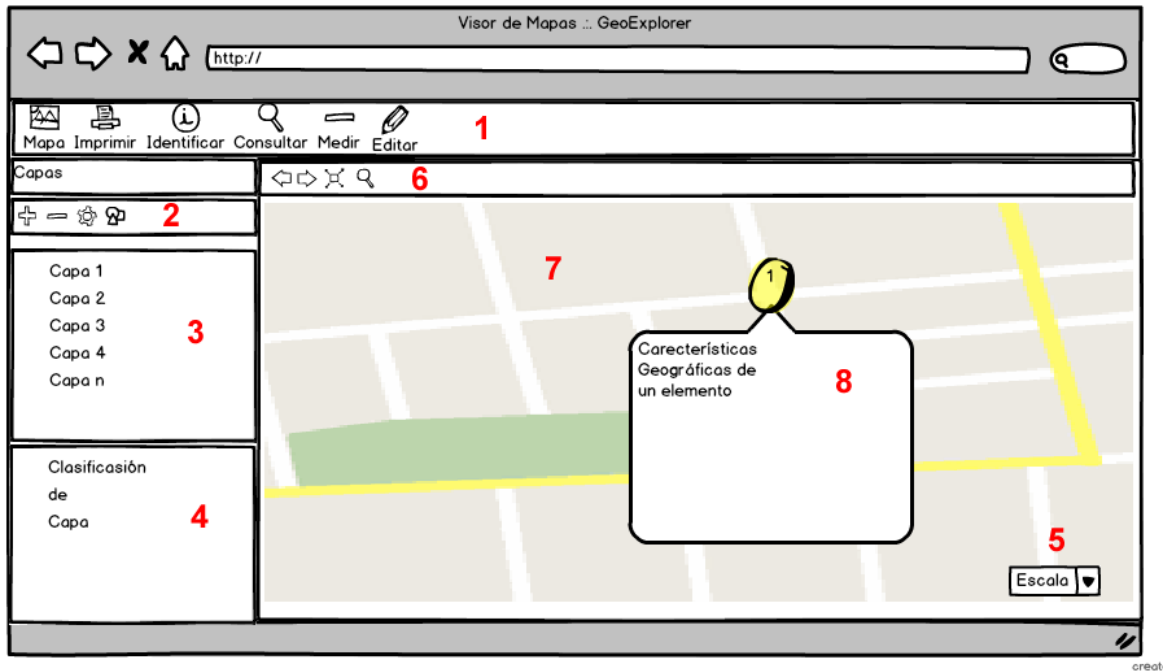 Visor de Mapas .:. GeoExplorer
http://
Mapa Imprimir Identificar Consultar Medir Editar
1
Capas
6
2
Capa 1
Capa 2
Capa 3
Capa 4
Capa n
3
7
1
Carecterísticas
Geográficas de
un elemento
8
Clasificasión
de
Capa
4
5
Escala